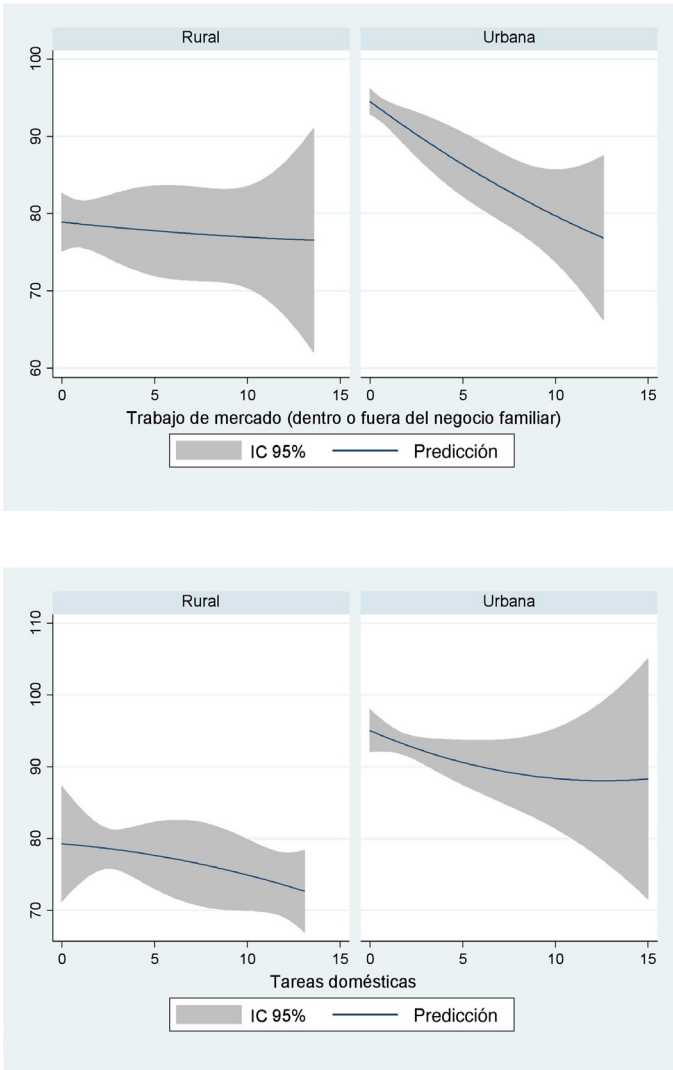 Rural Urbana
100
90
80
70
60
0 5 10 15 0 5 10 15
Trabajo de mercado (dentro o fuera del negocio familiar)
IC 95% Predicción
Rural Urbana
110
100
90
80
70
0 5 10 15 0 5 10 15
Tareas domésticas
IC 95% Predicción